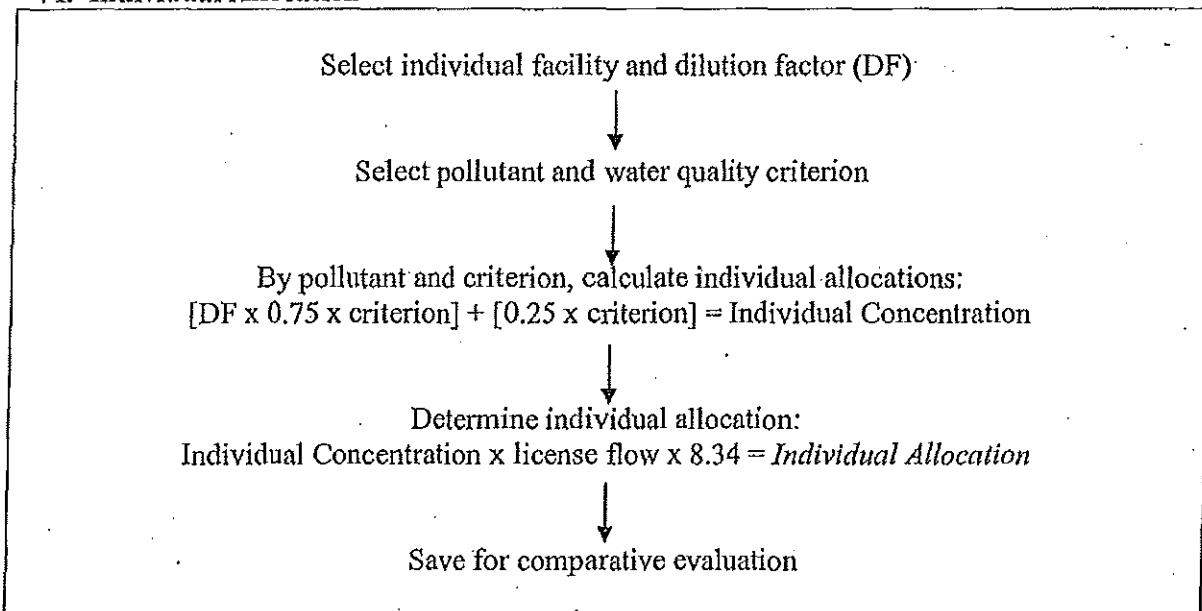 Select individual facility and dilution factor (DF)
Select pollutant and water quality criterion
By pollutant and criterion, calculate individual allocations:
[DF x 0.75 x criterion] + [0.25 x criterion] = Individual Concentration
Determine individual allocation:
Individual Concentration x license flow x 8.34 = Individual Allocation
Save for comparative evaluation